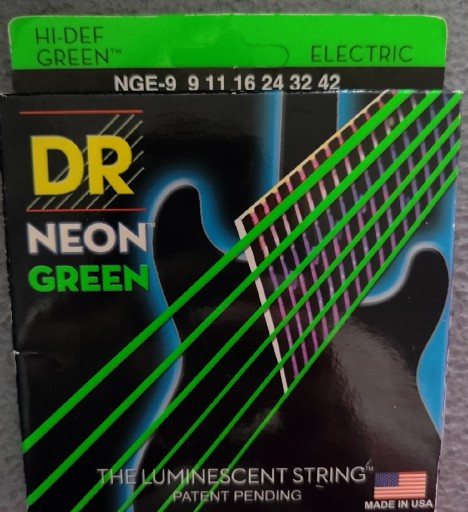 HI-DEF
GREEN™
ELECTRIC
NGE-9 9 11 16 24 32 42
DR
NEON™
GREEN
THE LUMINESCENT STRING™
PATENT PENDING
MADE IN USA